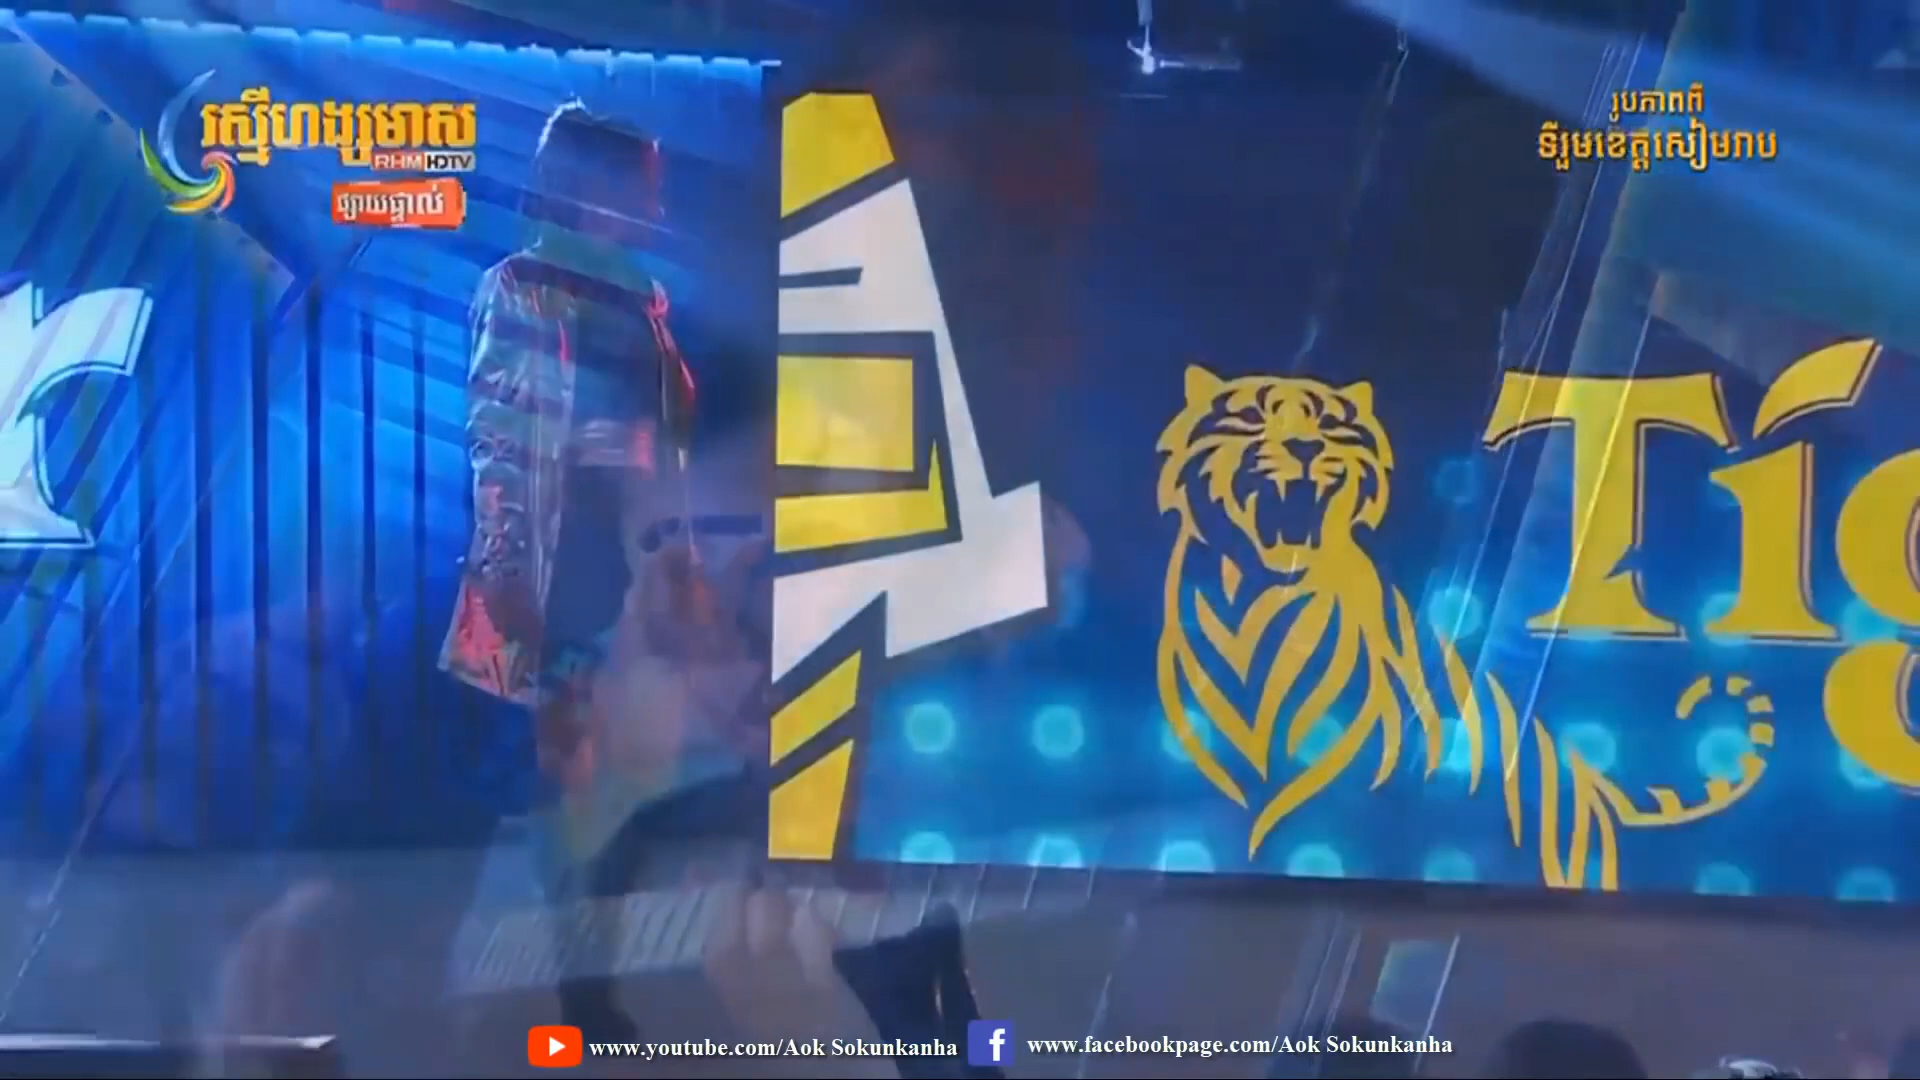 រស្មីហង្សមាស
RHM HDTV
ផ្សាយផ្ទាល់
រូបភាពពី
ទីរួមខេត្តសៀមរាប
r
Tig
www.youtube.com/Aok Sokunkanha
www.facebookpage.com/Aok Sokunkanha